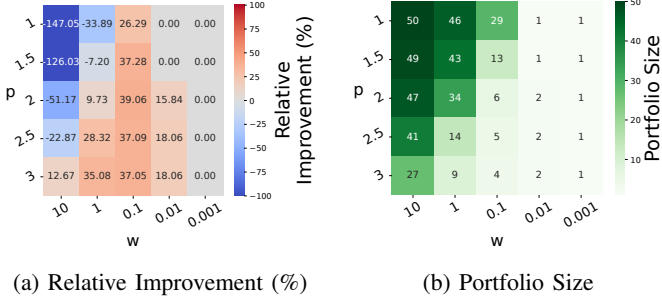 1 -147.05 -33.89 26.29 0.00 0.00
1.5 -126.03 -7.20 37.28 0.00 0.00
p 2 -51.17 9.73 39.06 15.84 0.00
2.5 -22.87 28.32 37.09 18.06 0.00
3 12.67 35.08 37.05 18.06 0.00
10 1 0.1 0.01 0.001
w
100
75
50
25
0
−25
−50
−75
−100
Relative
Improvement (%)
(a) Relative Improvement (%)
1 50 46 29 1 1
1.5 49 43 13 1 1
p 2 47 34 6 2 1
2.5 41 14 5 2 1
3 27 9 4 2 1
10 1 0.1 0.01 0.001
w
50
40
30
20
10
Portfolio Size
(b) Portfolio Size